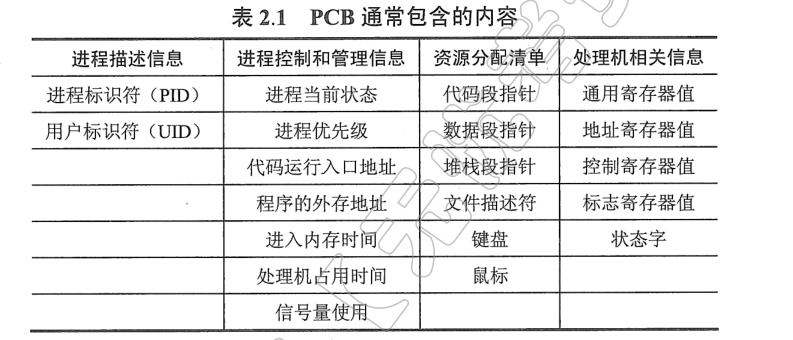 表 2.1 PCB 通常包含的内容
进程描述信息 进程控制和管理信息 资源分配清单 处理机相关信息
进程标识符（PID） 进程当前状态 代码段指针 通用寄存器值
用户标识符（UID） 进程优先级 数据段指针 地址寄存器值
代码运行入口地址 堆栈段指针 控制寄存器值
程序的外存地址 文件描述符 标志寄存器值
进入内存时间 键盘 状态字
处理机占用时间 鼠标
信号量使用